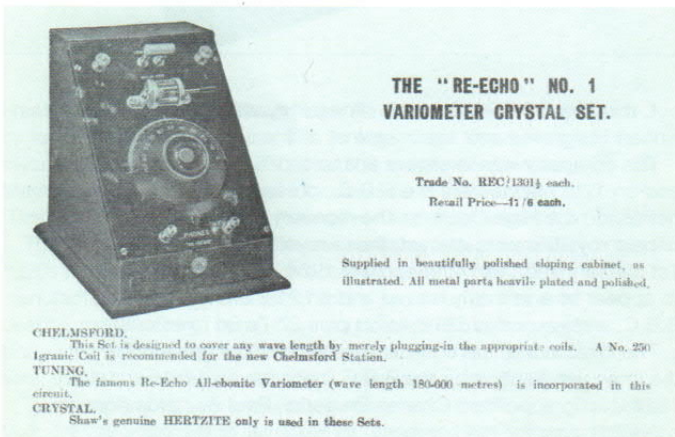 THE "RE-ECHO" NO. 1
VARIOMETER CRYSTAL SET.
Trade No. REC/1301½ each.
Retail Price—17/6 each.
Supplied in beautifully polished sloping cabinet, as
illustrated. All metal parts heavily plated and polished.
PHONES
CHELMSFORD.
This Set is designed to cover any wave length by merely plugging-in the appropriate coils. A No. 250
Igranic Coil is recommended for the new Chelmsford Station.
TUNING.
The famous Re-Echo All-ebonite Variometer (wave length 180-600 metres) is incorporated in this
circuit.
CRYSTAL.
Shaw's genuine HERTZITE only is used in these Sets.